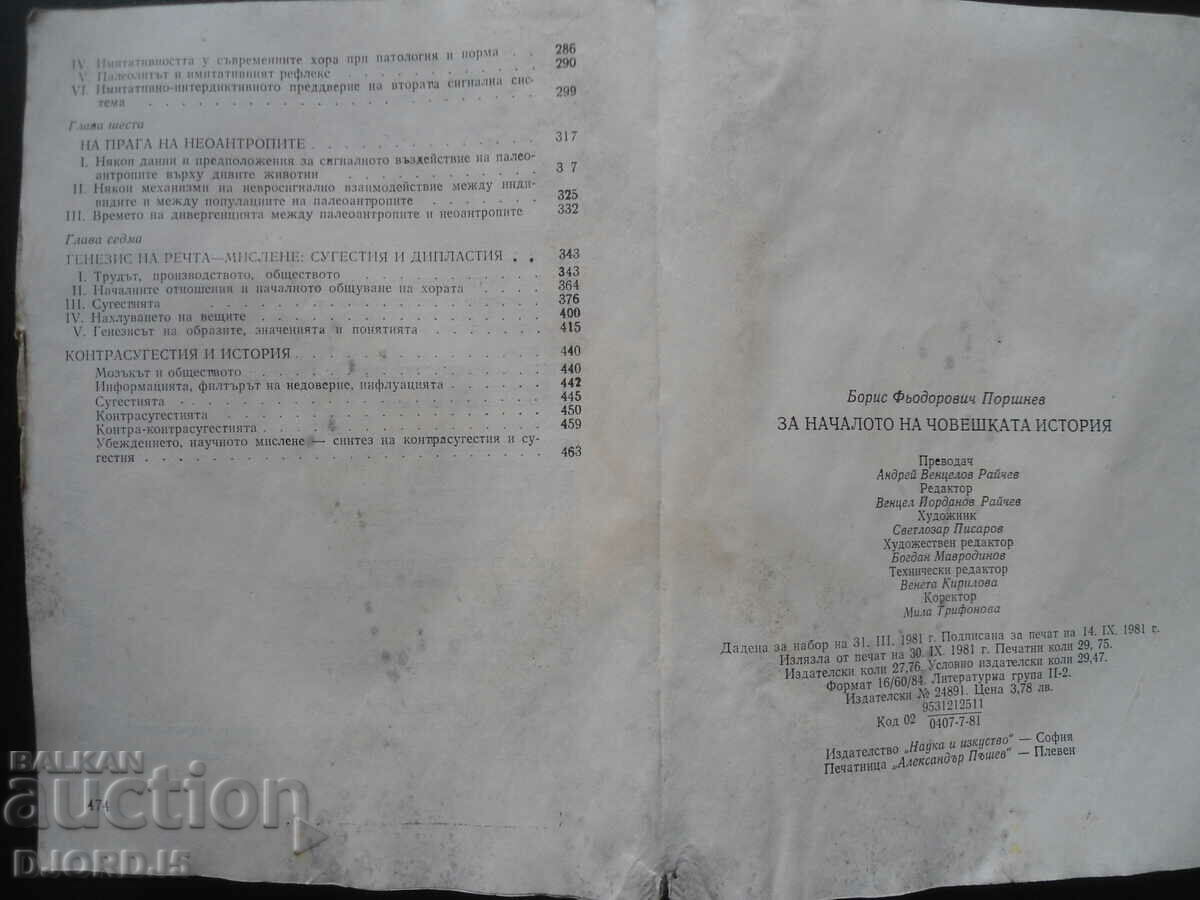 IV. Имитативността у съвременните хора при патология и норма . . 286
V. Палеолитът и имитативният рефлекс . . . . . . . . 290
VI. Имитативно-интердиктивното преддверие на втората сигнална сис-
тема . . . . . . . . . . . . . . . 299
Глава шеста
НА ПРАГА НА НЕОАНТРОПИТЕ . . . . . . . . . 317
I. Някои данни и предположения за сигналното въздействие на палео-
антропите върху дивите животни . . . . . . . . . . 3 7
II. Някои механизми на невросигнално взаимодействие между инди-
видите и между популациите на палеоантропите . . . . . . 325
III. Времето на дивергенцията между палеоантропите и неоантропите 332
Глава седма
ГЕНЕЗИС НА РЕЧТА—МИСЛЕНЕ: СУГЕСТИЯ И ДИПЛАСТИЯ . . 343
I. Трудът, производството, обществото . . . . . . . . . 343
II. Началните отношения и началното общуване на хората . . . . 364
III. Сугестията . . . . . . . . . . . . . . 376
IV. Нахлуването на вещите . . . . . . . . . . . . 400
V. Генезисът на образите, значенията и понятията . . . . . . 415
КОНТРАСУГЕСТИЯ И ИСТОРИЯ . . . . . . . . . . . 440
Мозъкът и обществото . . . . . . . . . . . . 440
Информацията, филтърът на недоверие, инфлуацията . . . . . 442
Сугестията . . . . . . . . . . . . . . . 445
Контрасугестията . . . . . . . . . . . . . . 450
Контра-контрасугестията . . . . . . . . . . . . 459
Убеждението, научното мислене — синтез на контрасугестия и су-
гестия . . . . . . . . . . . . . . . . 463
474
Борис Фьодорович Поршнев
ЗА НАЧАЛОТО НА ЧОВЕШКАТА ИСТОРИЯ
Преводач
Андрей Венцелов Райчев
Редактор
Венцел Йорданов Райчев
Художник
Светлозар Писаров
Художествен редактор
Богдан Мавродинов
Технически редактор
Венета Кирилова
Коректор
Мила Трифонова
Дадена за набор на 31. III. 1981 г. Подписана за печат на 14. IX. 1981 г.
Излязла от печат на 30. IX. 1981 г. Печатни коли 29, 75.
Издателски коли 27,76. Условно издателски коли 29,47.
Формат 16/60/84. Литературна група II-2.
Издателски № 24891. Цена 3,78 лв.
9531212511
Код 02 0407-7-81
Издателство „Наука и изкуство" — София
Печатница „Александър Пъшев" — Плевен
BALKAN
auction
DJORD.15